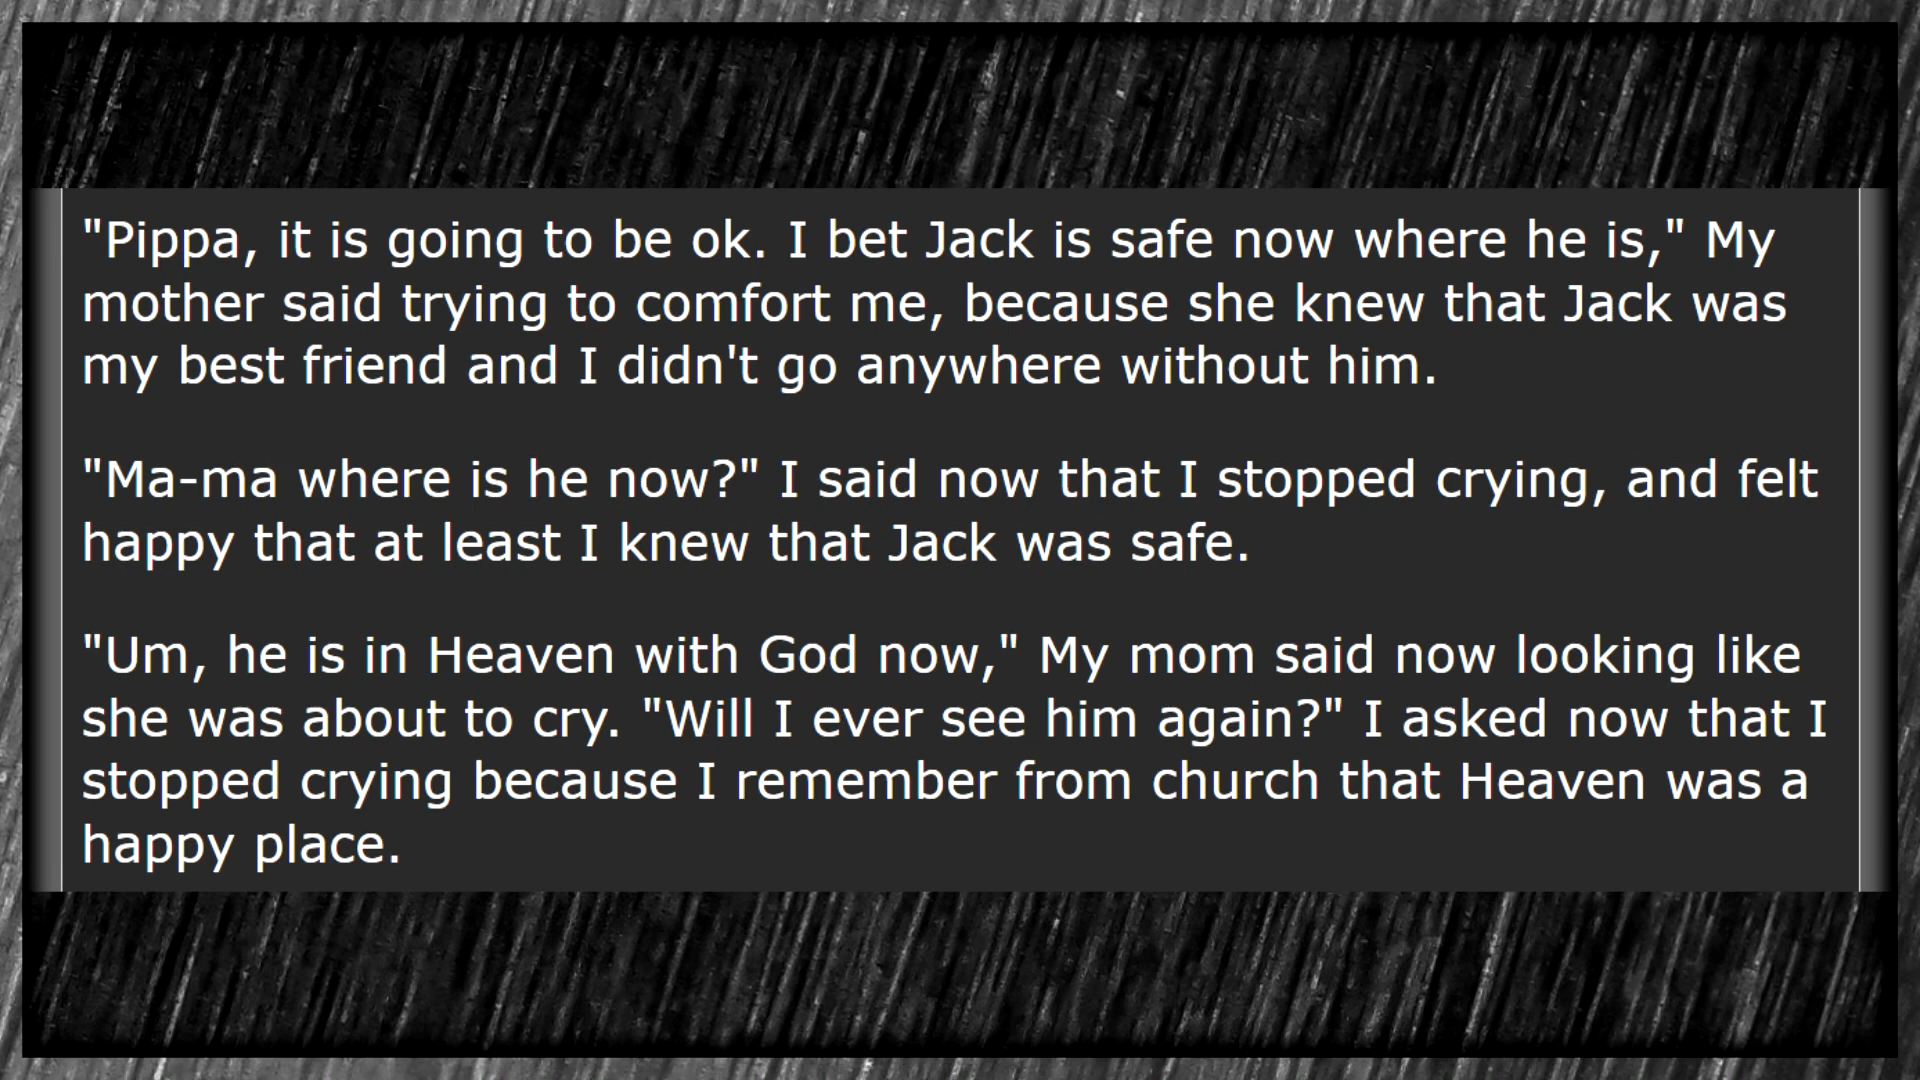 "Pippa, it is going to be ok. I bet Jack is safe now where he is," My
mother said trying to comfort me, because she knew that Jack was
my best friend and I didn't go anywhere without him.
"Ma-ma where is he now?" I said now that I stopped crying, and felt
happy that at least I knew that Jack was safe.
"Um, he is in Heaven with God now," My mom said now looking like
she was about to cry. "Will I ever see him again?" I asked now that I
stopped crying because I remember from church that Heaven was a
happy place.